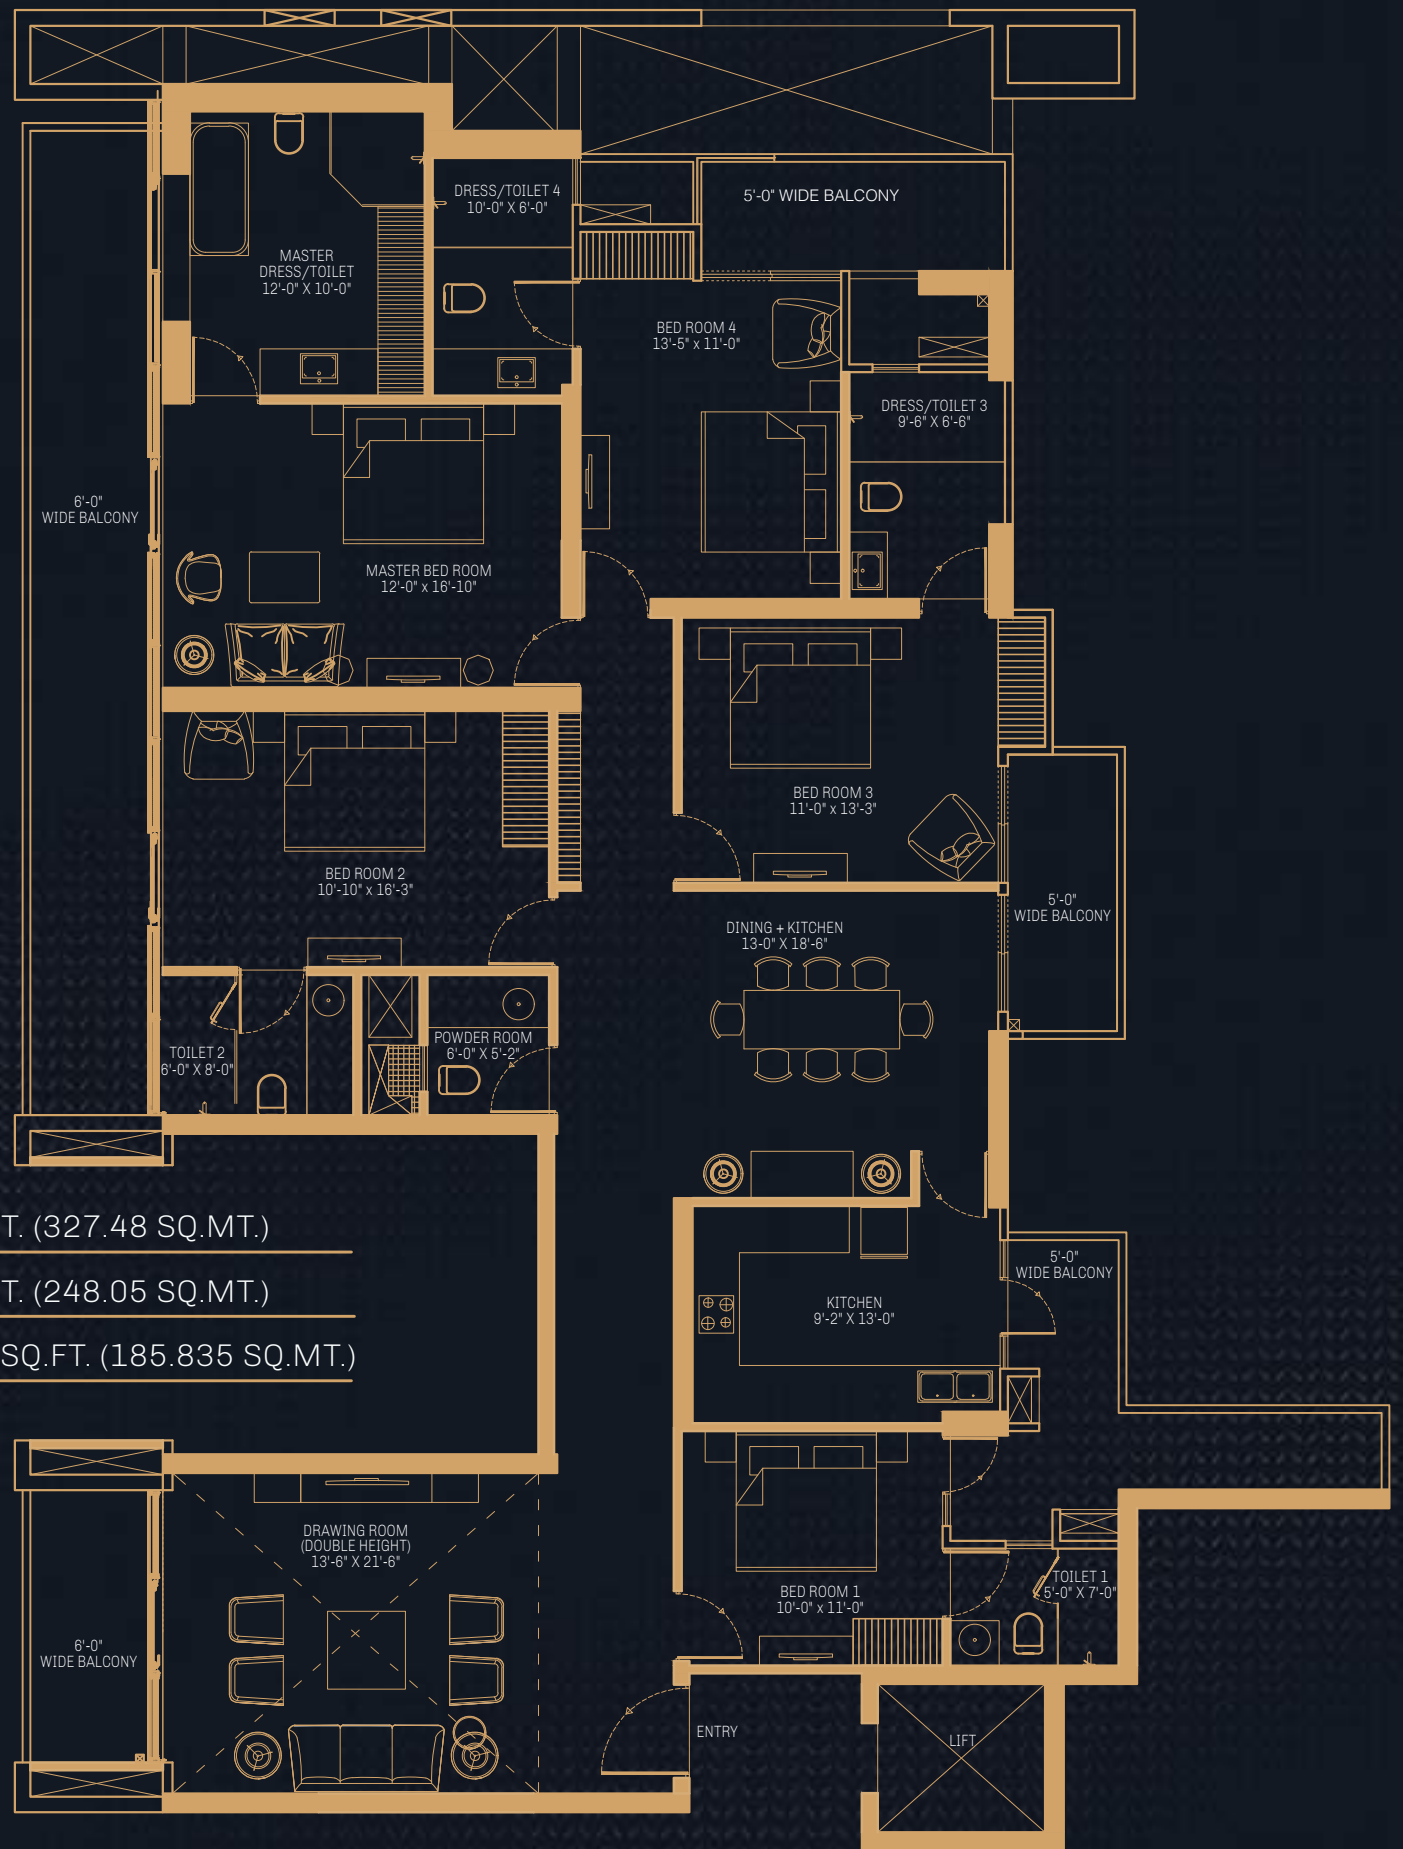 DRESS/TOILET 4
10'-0" X 6'-0"
5'-0" WIDE BALCONY
MASTER
DRESS/TOILET
12'-0" X 10'-0"
BED ROOM 4
13'-5" x 11'-0"
DRESS/TOILET 3
9'-6" X 6'-6"
6'-0"
WIDE BALCONY
MASTER BED ROOM
12'-0" x 16'-10"
BED ROOM 3
11'-0" x 13'-3"
BED ROOM 2
10'-10" x 16'-3"
5'-0"
WIDE BALCONY
DINING + KITCHEN
13-0" X 18'-6"
POWDER ROOM
6'-0" X 5'-2"
TOILET 2
6'-0" X 8'-0"
T. (327.48 SQ.MT.)
T. (248.05 SQ.MT.)
SQ.FT. (185.835 SQ.MT.)
5'-0"
WIDE BALCONY
KITCHEN
9'-2" X 13'-0"
DRAWING ROOM
(DOUBLE HEIGHT)
13'-6" X 21'-6"
BED ROOM 1
10'-0" x 11'-0"
TOILET 1
5'-0" X 7'-0"
6'-0"
WIDE BALCONY
ENTRY
LIFT